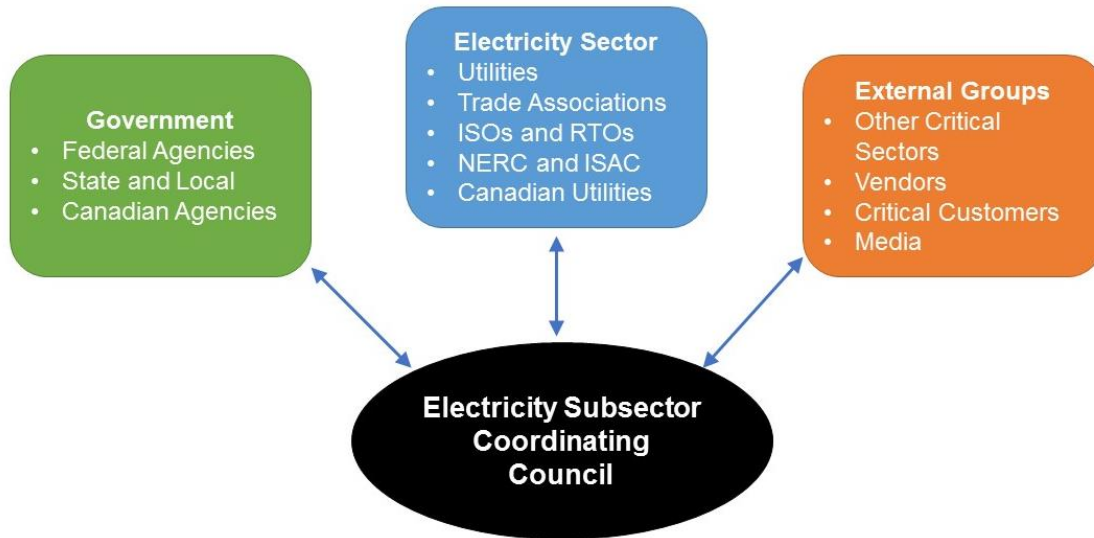 Government
• Federal Agencies
• State and Local
• Canadian Agencies
Electricity Sector
• Utilities
• Trade Associations
• ISOs and RTOs
• NERC and ISAC
• Canadian Utilities
External Groups
• Other Critical
Sectors
• Vendors
• Critical Customers
• Media
Electricity Subsector
Coordinating
Council